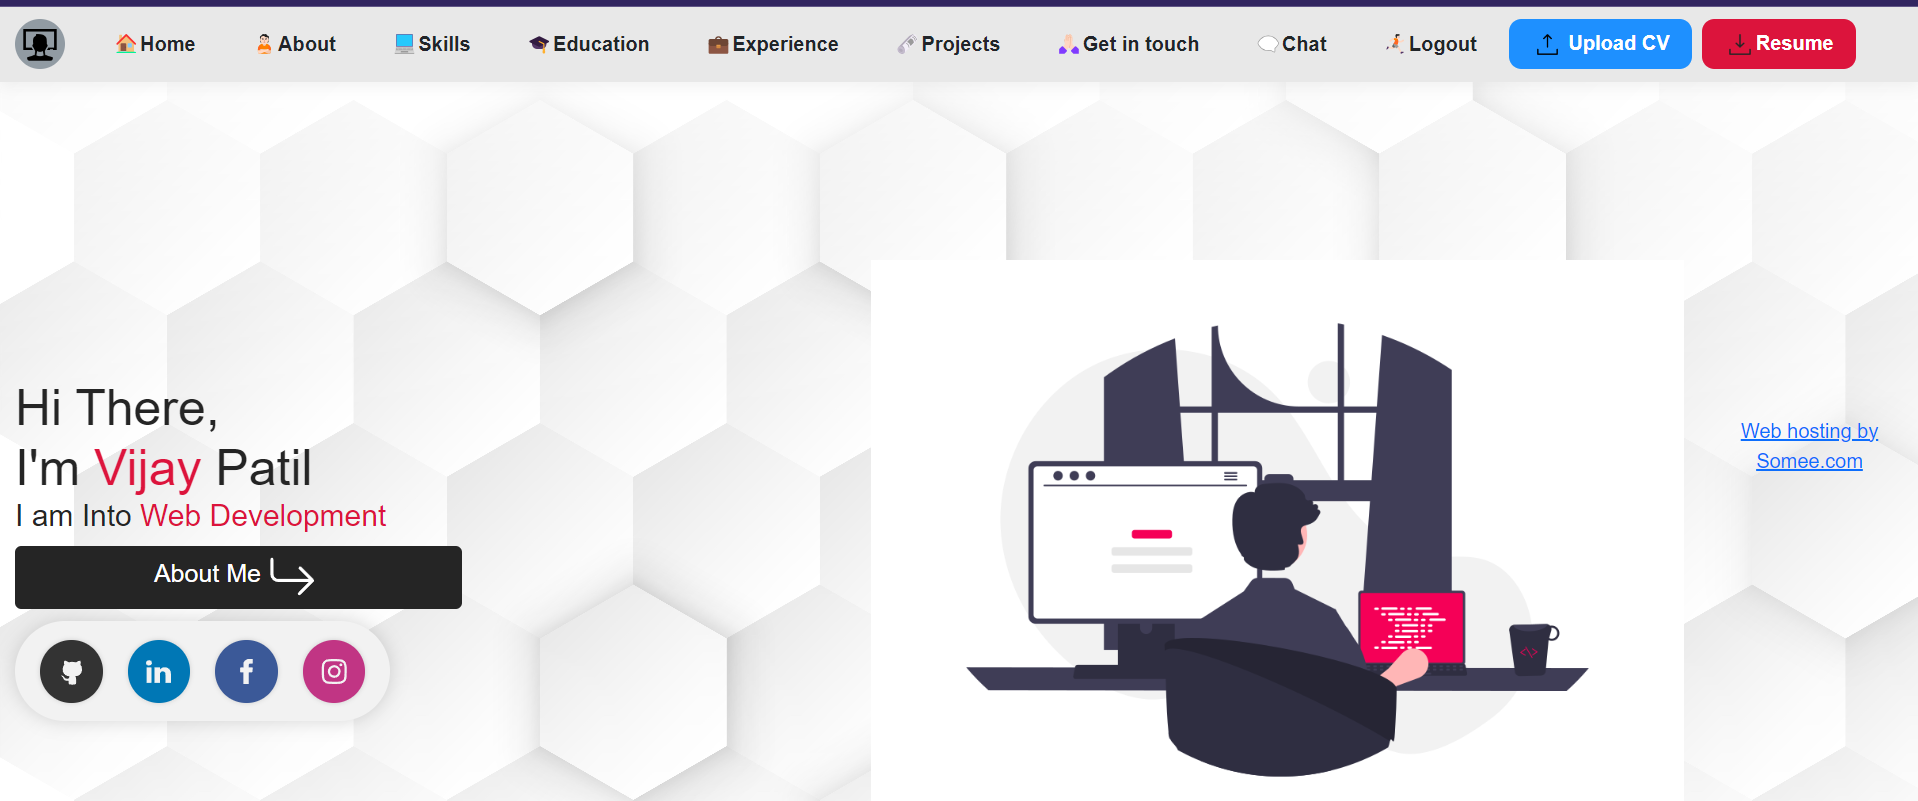 Home About Skills Education Experience Projects Get in touch Chat Logout Upload CV Resume
Hi There,
I'm Vijay Patil
I am Into Web Development
About Me
Web hosting by
Somee.com